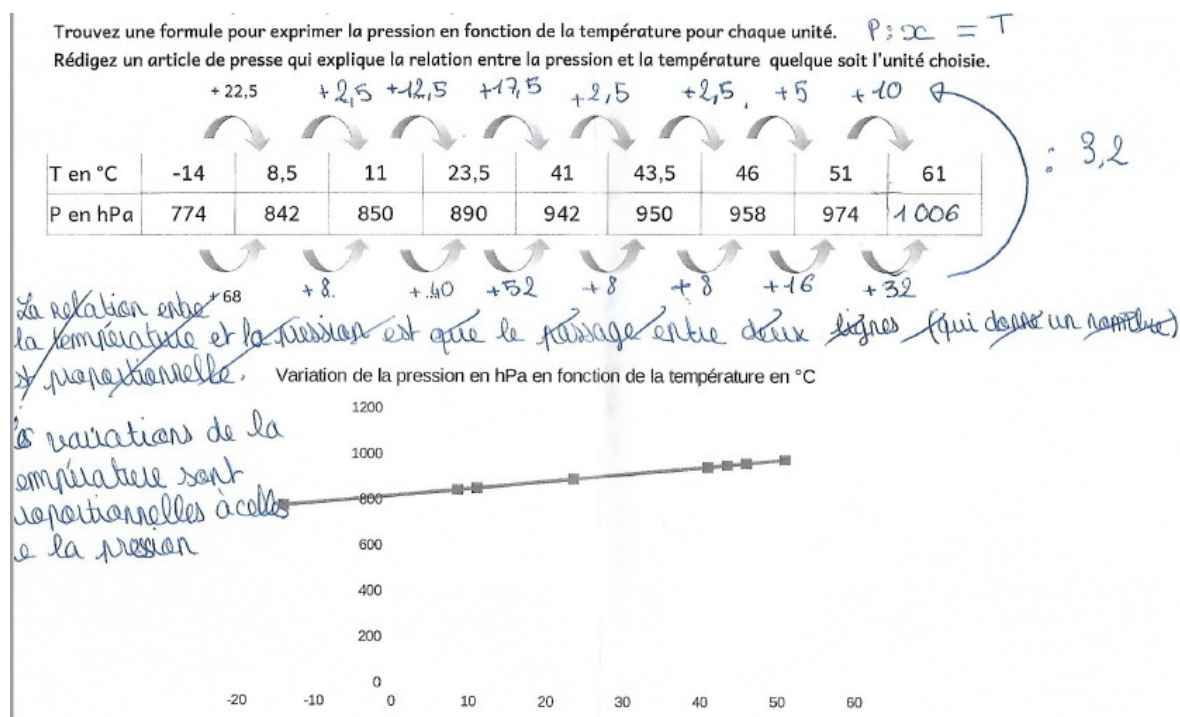 Trouvez une formule pour exprimer la pression en fonction de la température pour chaque unité. P : x = T
Rédigez un article de presse qui explique la relation entre la pression et la température quelque soit l'unité choisie.
+ 22,5 +2,5 +12,5 +17,5 +2,5 +2,5 +5 +10
: 3,2
T en °C -14 8,5 11 23,5 41 43,5 46 51 61
P en hPa 774 842 850 890 942 950 958 974 1 006
+ 68 +8 +40 +52 +8 +8 +16 +32
La relation entre
la température et la pression est que le passage entre deux lignes (qui donne un nombre)
est proportionnelle.
Variation de la pression en hPa en fonction de la température en °C
es variations de la
empérature sont
roportionnelles à celles
e la pression
1200
1000
800
600
400
200
0
-20 -10 0 10 20 30 40 50 60